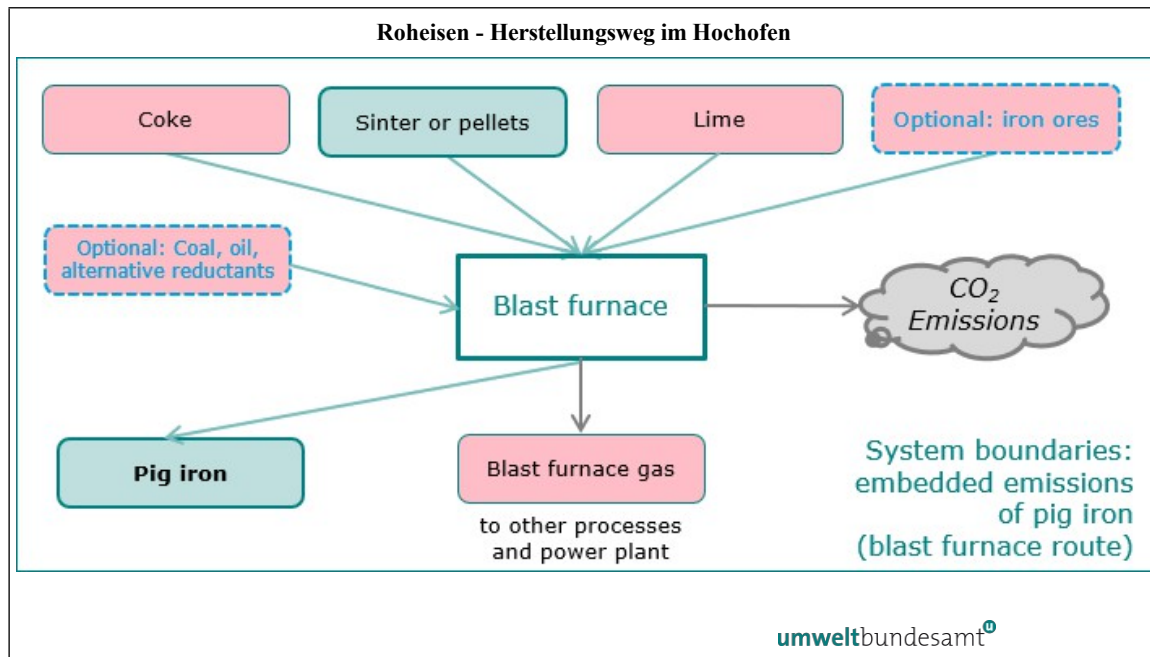 Roheisen - Herstellungsweg im Hochofen
Coke
Sinter or pellets
Lime
Optional: iron ores
Optional: Coal, oil,
alternative reductants
Blast furnace
CO₂
Emissions
Pig iron
Blast furnace gas
to other processes
and power plant
System boundaries:
embedded emissions
of pig iron
(blast furnace route)
umweltbundesamtᵘ